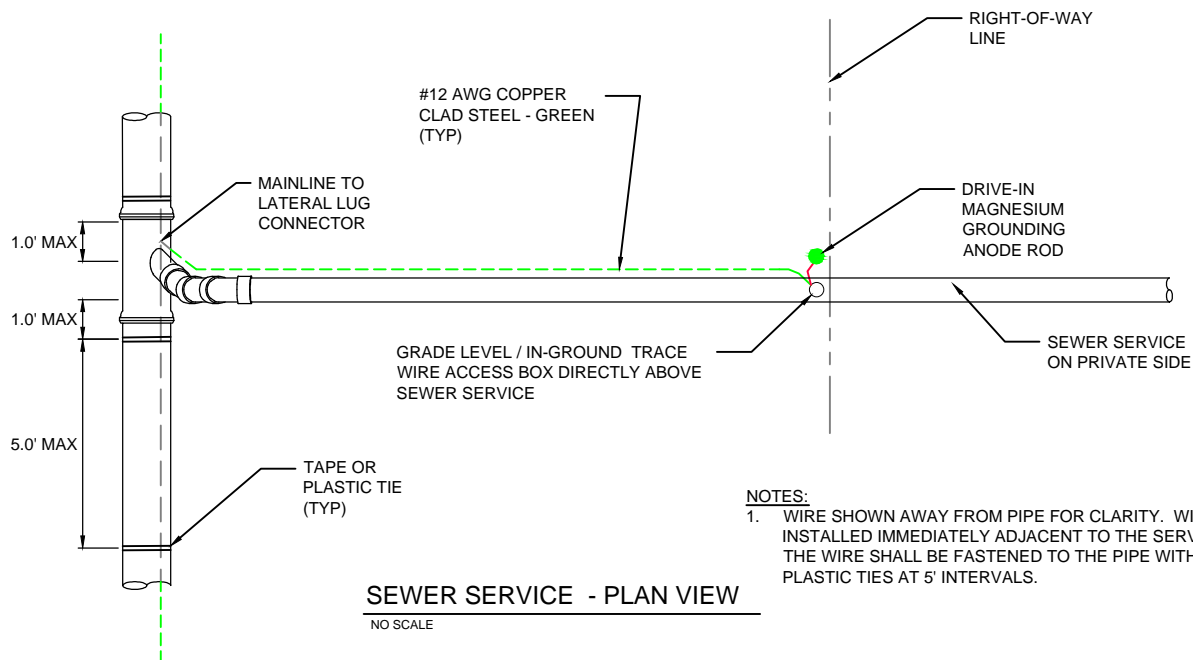 RIGHT-OF-WAY
LINE
#12 AWG COPPER
CLAD STEEL - GREEN
(TYP)
MAINLINE TO
LATERAL LUG
CONNECTOR
DRIVE-IN
MAGNESIUM
GROUNDING
ANODE ROD
1.0' MAX
1.0' MAX
GRADE LEVEL / IN-GROUND TRACE
WIRE ACCESS BOX DIRECTLY ABOVE
SEWER SERVICE
SEWER SERVICE
ON PRIVATE SIDE
5.0' MAX
TAPE OR
PLASTIC TIE
(TYP)
NOTES:
1. WIRE SHOWN AWAY FROM PIPE FOR CLARITY.
INSTALLED IMMEDIATELY ADJACENT TO THE
THE WIRE SHALL BE FASTENED TO THE PIPE WITH
PLASTIC TIES AT 5' INTERVALS.
SEWER SERVICE - PLAN VIEW
NO SCALE